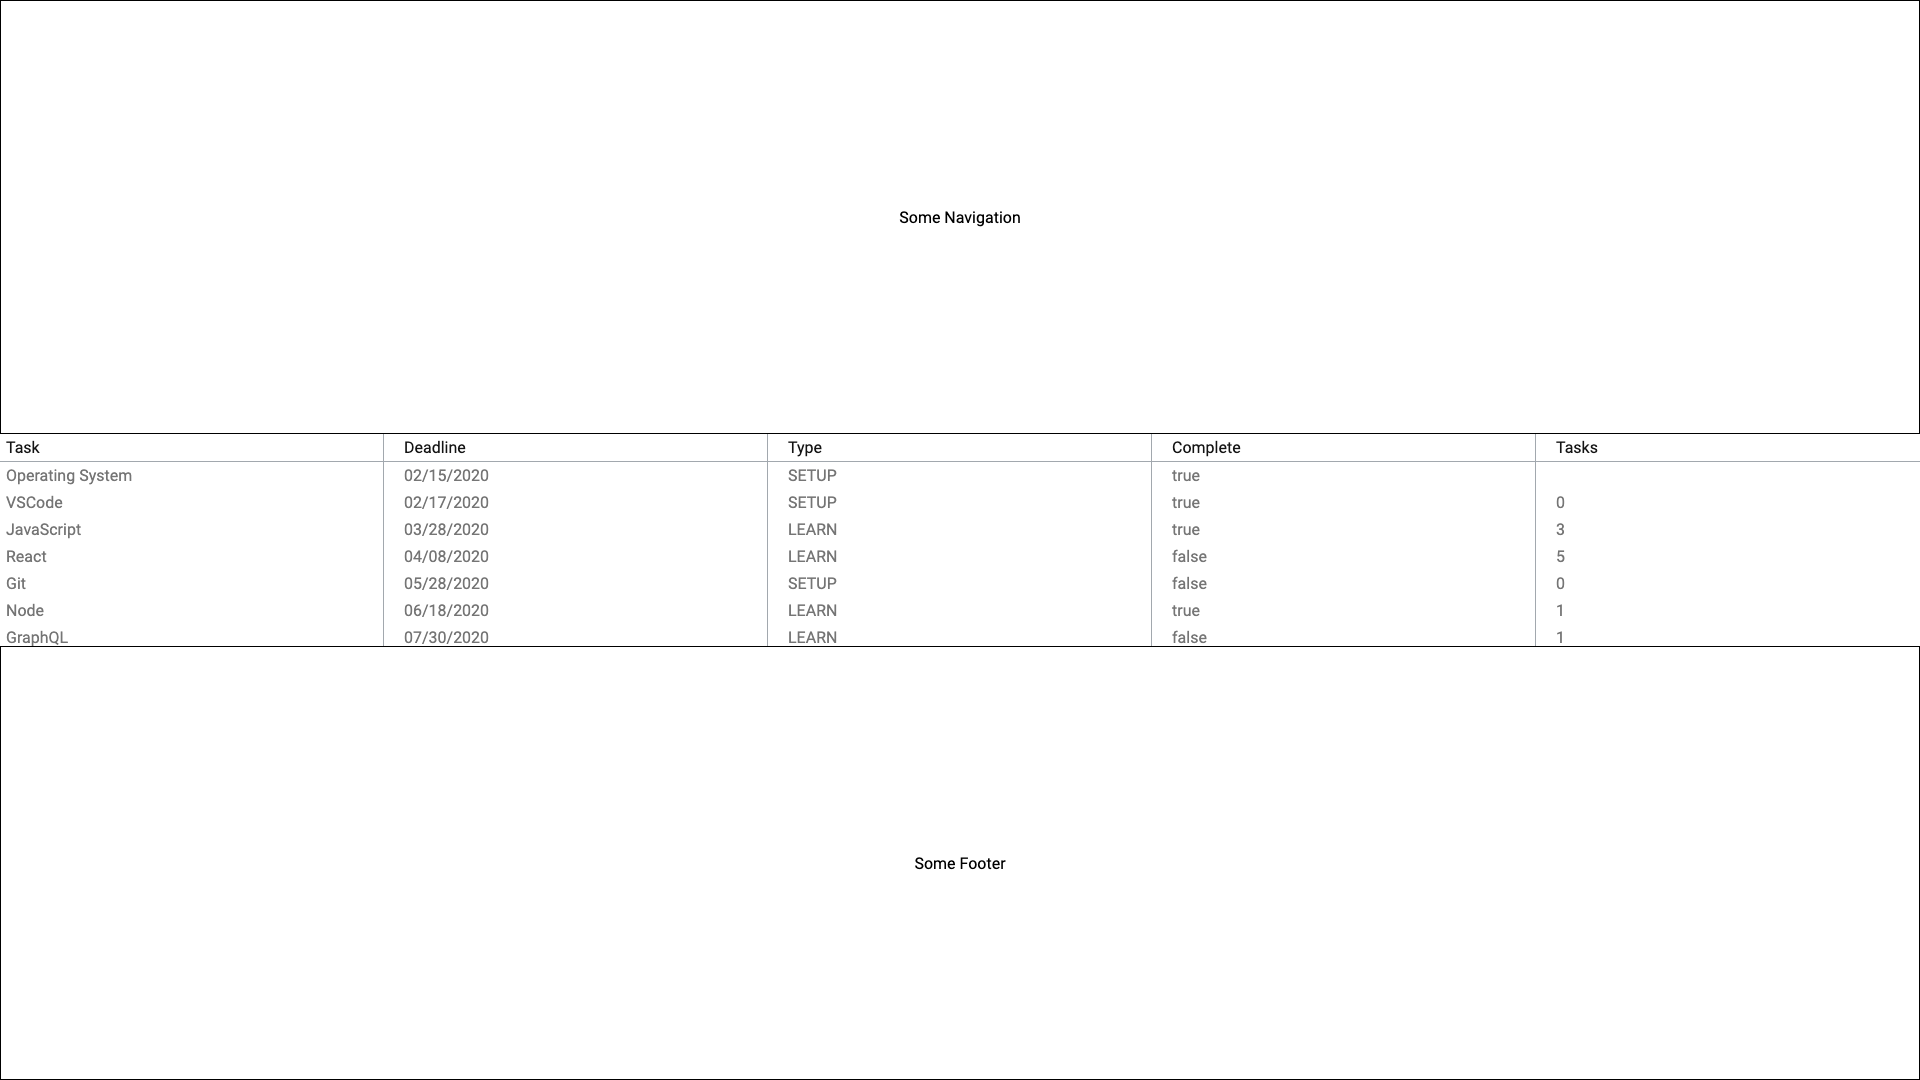 Some Navigation
Task Deadline Type Complete Tasks
Operating System 02/15/2020 SETUP true
VSCode 02/17/2020 SETUP true 0
JavaScript 03/28/2020 LEARN true 3
React 04/08/2020 LEARN false 5
Git 05/28/2020 SETUP false 0
Node 06/18/2020 LEARN true 1
GraphQL 07/30/2020 LEARN false 1
Some Footer